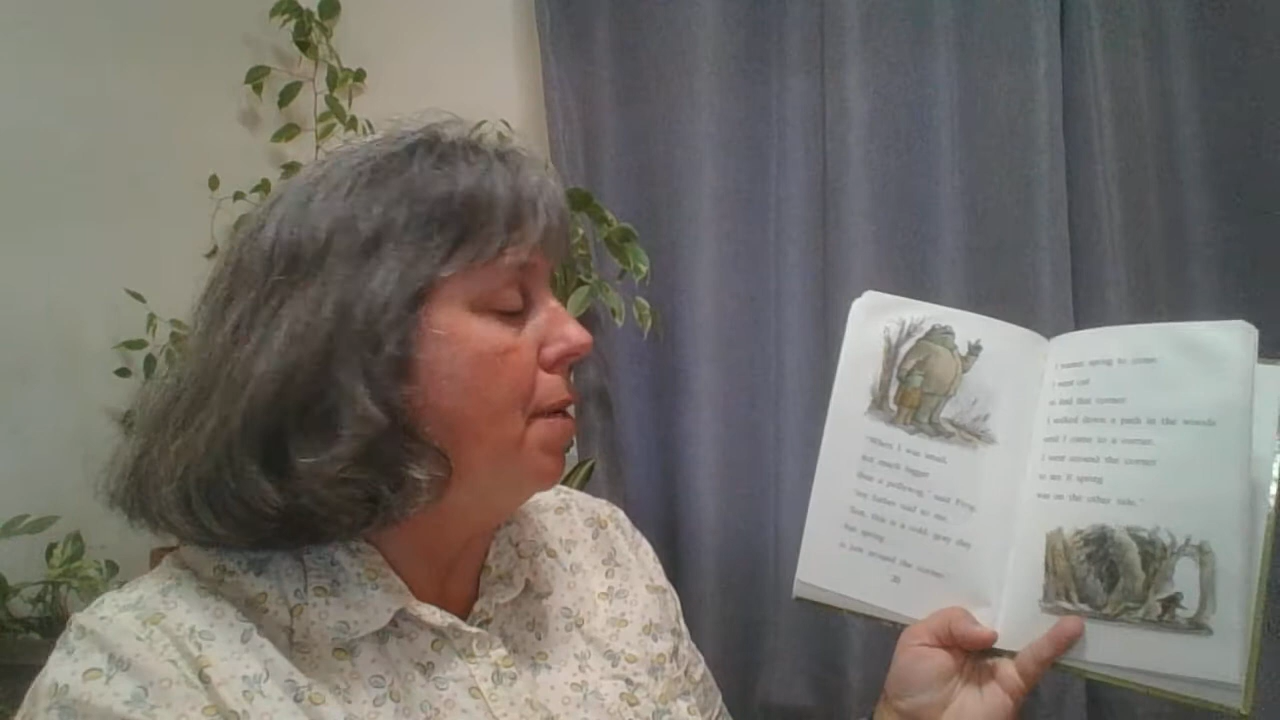 "When I was small,
not much bigger
than a pollywog," said Frog,
"my father said to me,
'Son, this is a cold, gray day
but spring
is just around the corner.'
I wanted spring to come.
I went out
to find that corner.
I walked down a path in the woods
until I came to a corner.
I went around the corner
to see if spring
was on the other side."